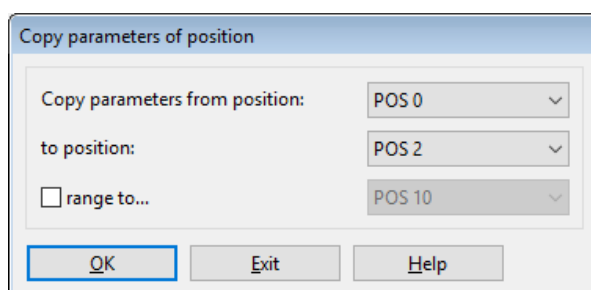 Copy parameters of position
Copy parameters from position: POS 0
to position: POS 2
range to... POS 10
OK Exit Help